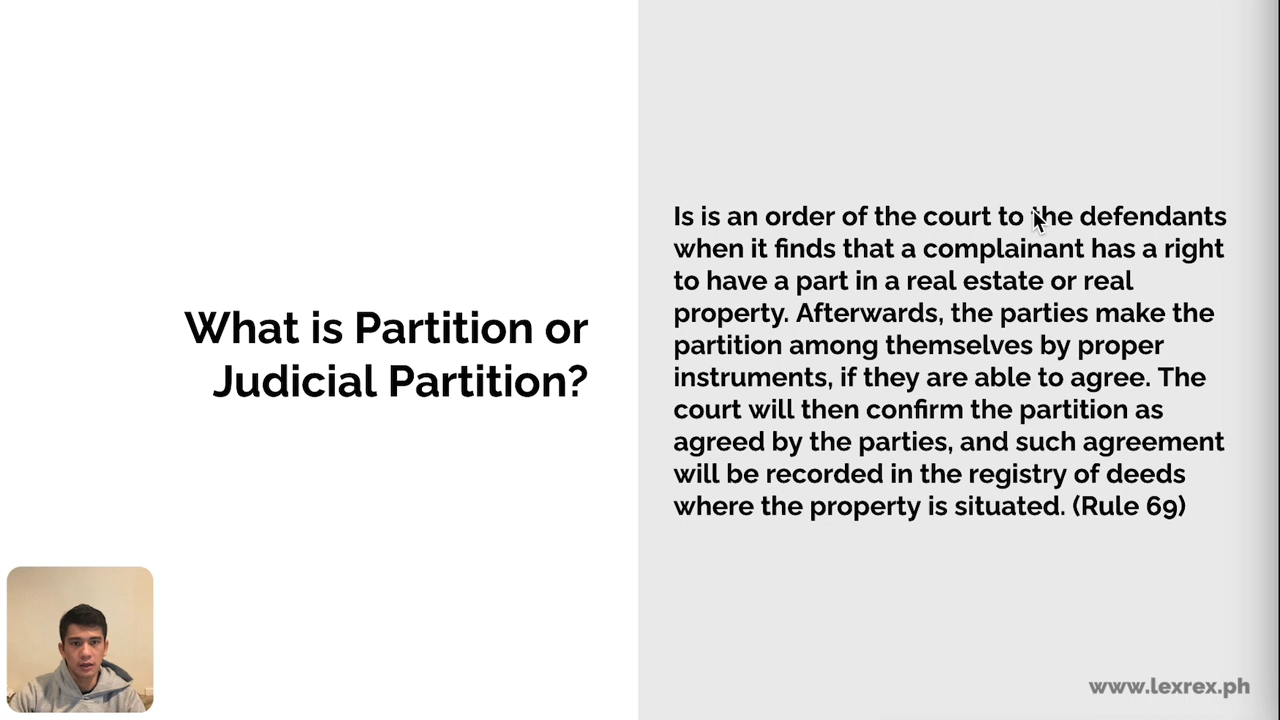 What is Partition or
Judicial Partition?
Is is an order of the court to the defendants
when it finds that a complainant has a right
to have a part in a real estate or real
property. Afterwards, the parties make the
partition among themselves by proper
instruments, if they are able to agree. The
court will then confirm the partition as
agreed by the parties, and such agreement
will be recorded in the registry of deeds
where the property is situated. (Rule 69)
www.lexrex.ph